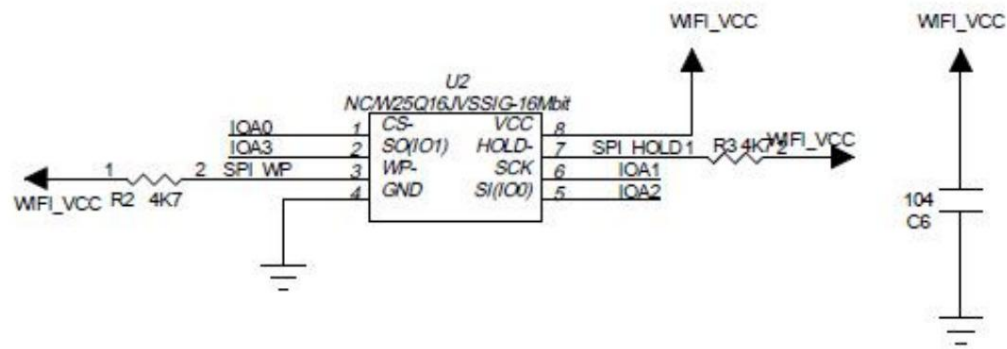 WIFI_VCC
WIFI_VCC
U2
NC/W25Q16JVSSIG-16Mbit
IOA0 1 CS- VCC 8
IOA3 2 SO(IO1) HOLD- 7 SPI_HOLD 1 R3 4K7 2 WIFI_VCC
1 2 SPI_WP 3 WP- SCK 6 IOA1
WIFI_VCC R2 4K7 4 GND SI(IO0) 5 IOA2
104
C6